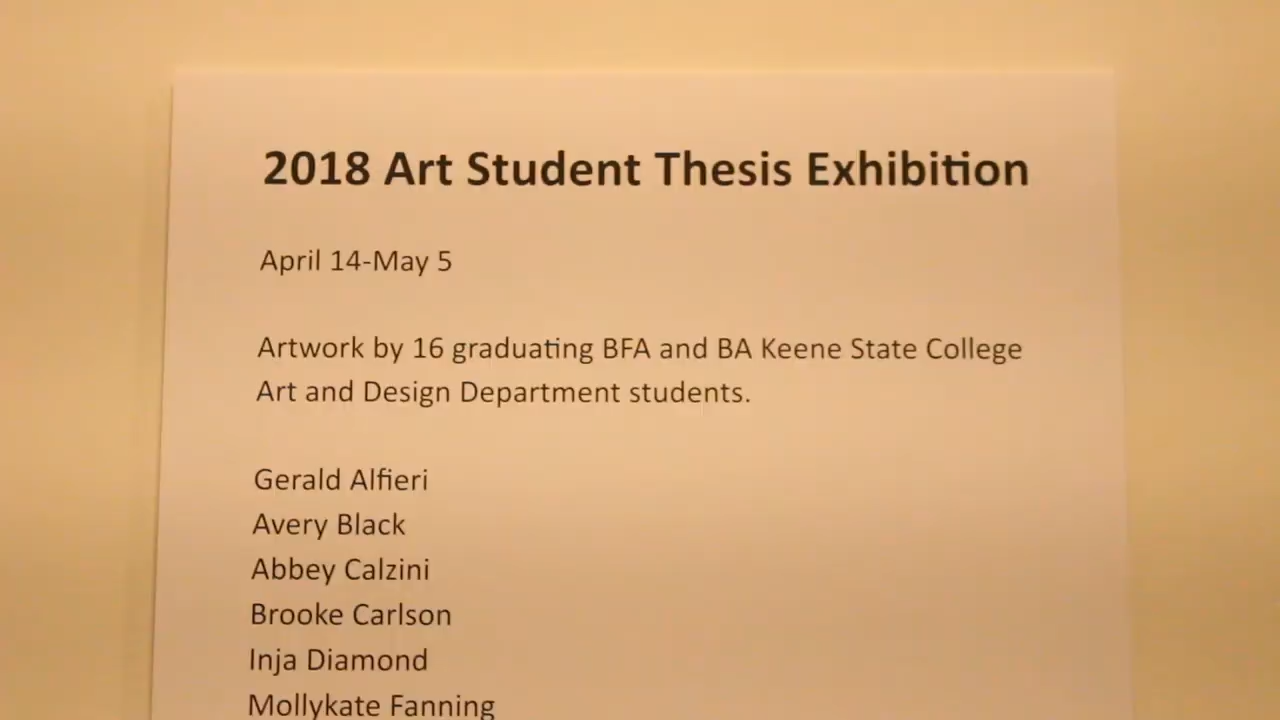 2018 Art Student Thesis Exhibition
April 14-May 5
Artwork by 16 graduating BFA and BA Keene State College
Art and Design Department students.
Gerald Alfieri
Avery Black
Abbey Calzini
Brooke Carlson
Inja Diamond
Mollykate Fanning